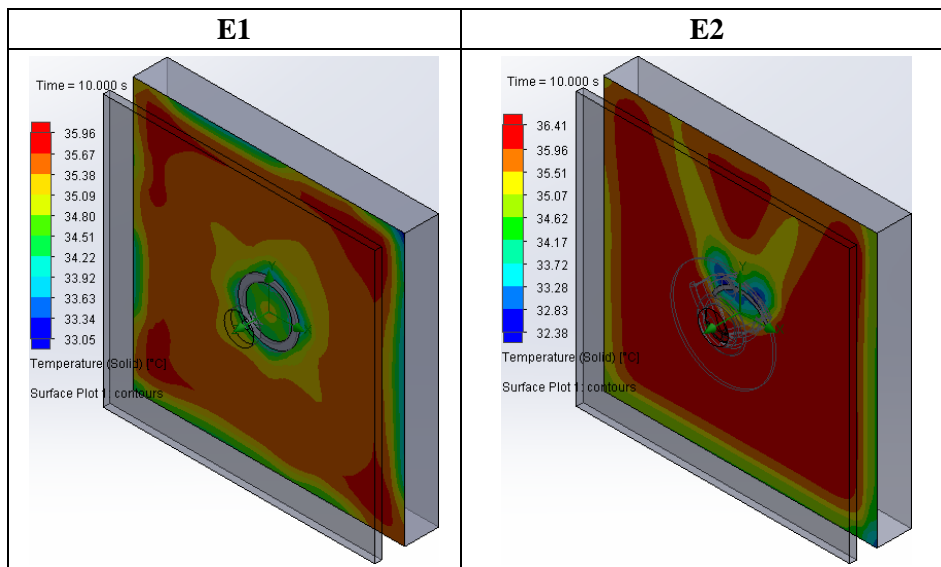 E1
E2
Time = 10.000 s
35.96
35.67
35.38
35.09
34.80
34.51
34.22
33.92
33.63
33.34
33.05
Temperature (Solid) [°C]
Surface Plot 1: contours
Time = 10.000 s
36.41
35.96
35.51
35.07
34.62
34.17
33.72
33.28
32.83
32.38
Temperature (Solid) [°C]
Surface Plot 1: contours